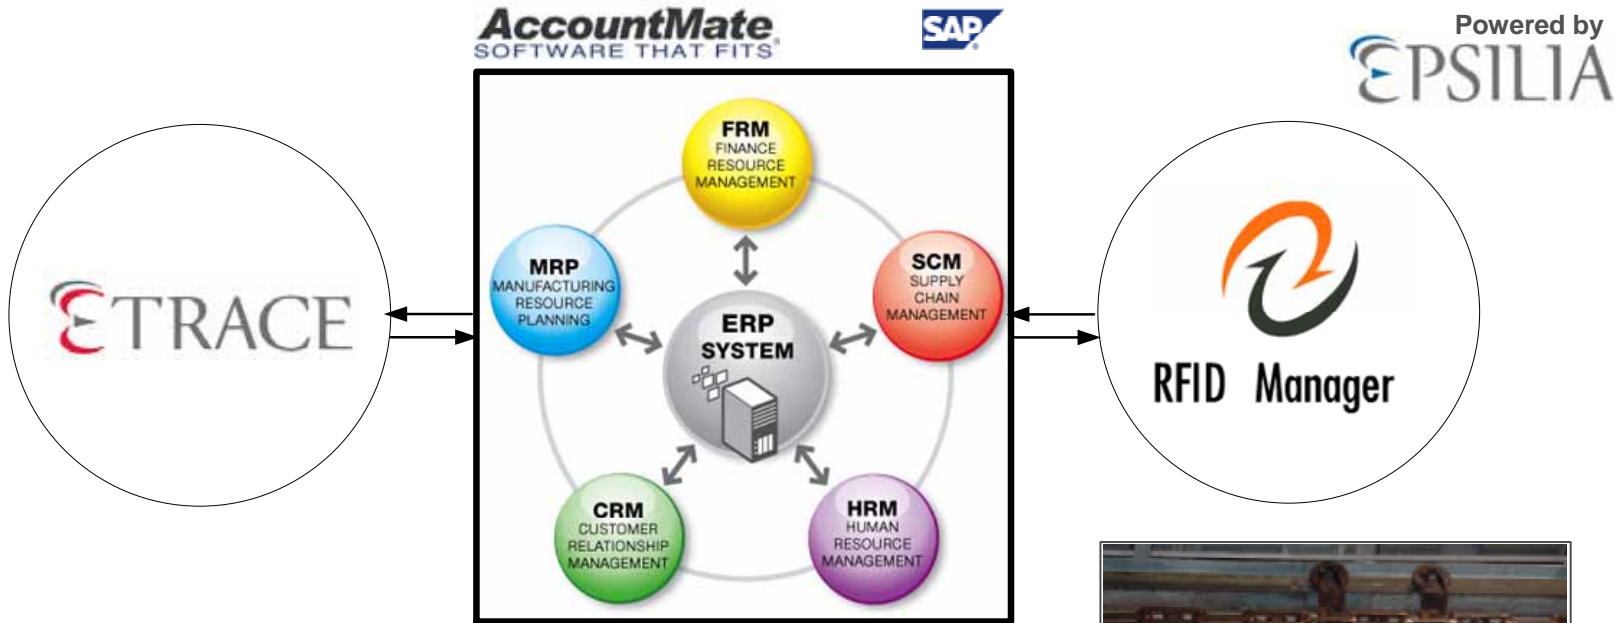 AccountMate
SOFTWARE THAT FITS
SAP
Powered by
EPSILIA
FRM
FINANCE
RESOURCE
MANAGEMENT
MRP
MANUFACTURING
RESOURCE
PLANNING
SCM
SUPPLY
CHAIN
MANAGEMENT
ETRACE
ERP
SYSTEM
RFID Manager
CRM
CUSTOMER
RELATIONSHIP
MANAGEMENT
HRM
HUMAN
RESOURCE
MANAGEMENT